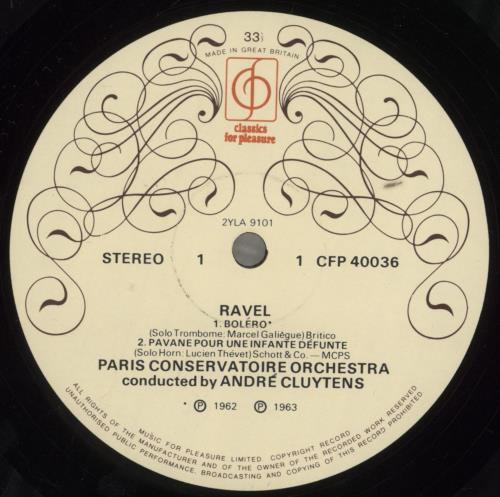 33⅓
MADE IN GREAT BRITAIN
classics
for pleasure
2YLA 9101
STEREO 1 1 CFP 40036
RAVEL
1. BOLÉRO*
(Solo Trombone: Marcel Galiègue) Britico
2. PAVANE POUR UNE INFANTE DÉFUNTE
(Solo Horn: Lucien Thévet) Schott & Co. — MCPS
PARIS CONSERVATOIRE ORCHESTRA
conducted by ANDRÉ CLUYTENS
* ℗ 1962 ℗ 1963
MUSIC FOR PLEASURE LIMITED. COPYRIGHT RECORD
ALL RIGHTS OF THE MANUFACTURER AND OF THE OWNER OF THE RECORDED WORK RESERVED
UNAUTHORISED PUBLIC PERFORMANCE, BROADCASTING AND COPYING OF THIS RECORD PROHIBITED